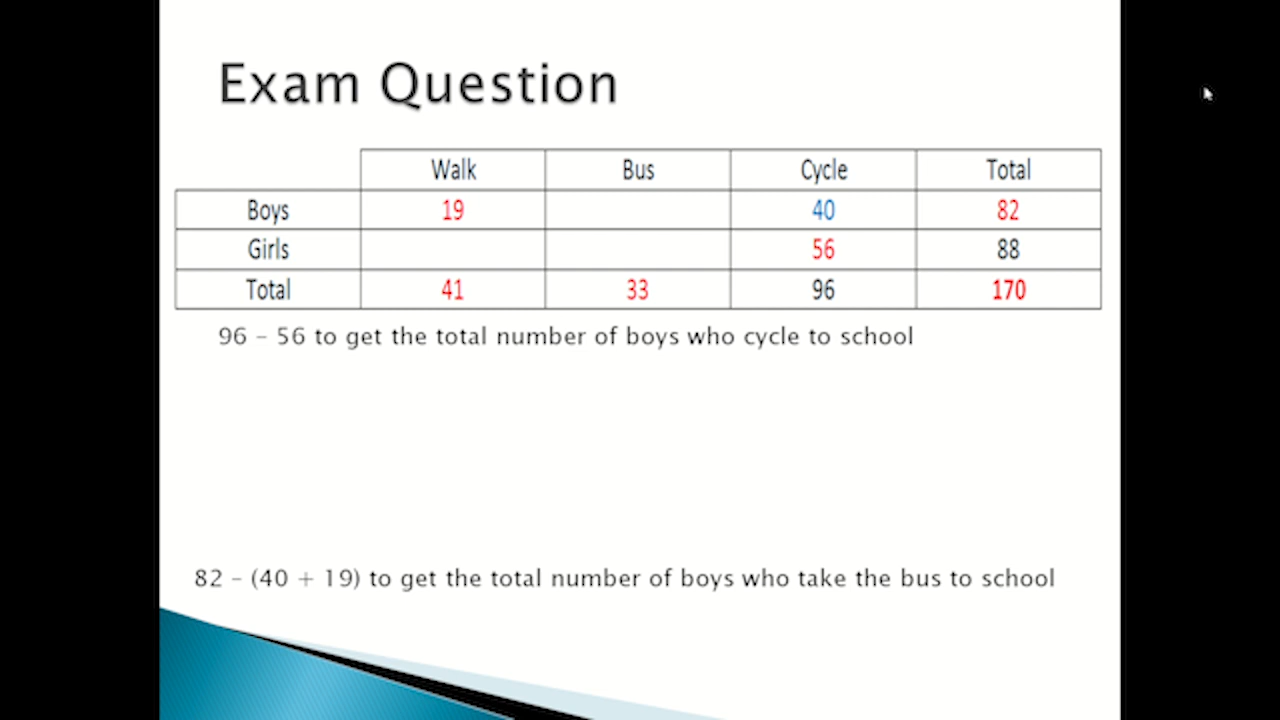 Exam Question
Walk Bus Cycle Total
Boys 19 40 82
Girls 56 88
Total 41 33 96 170
96 – 56 to get the total number of boys who cycle to school
82 – (40 + 19) to get the total number of boys who take the bus to school